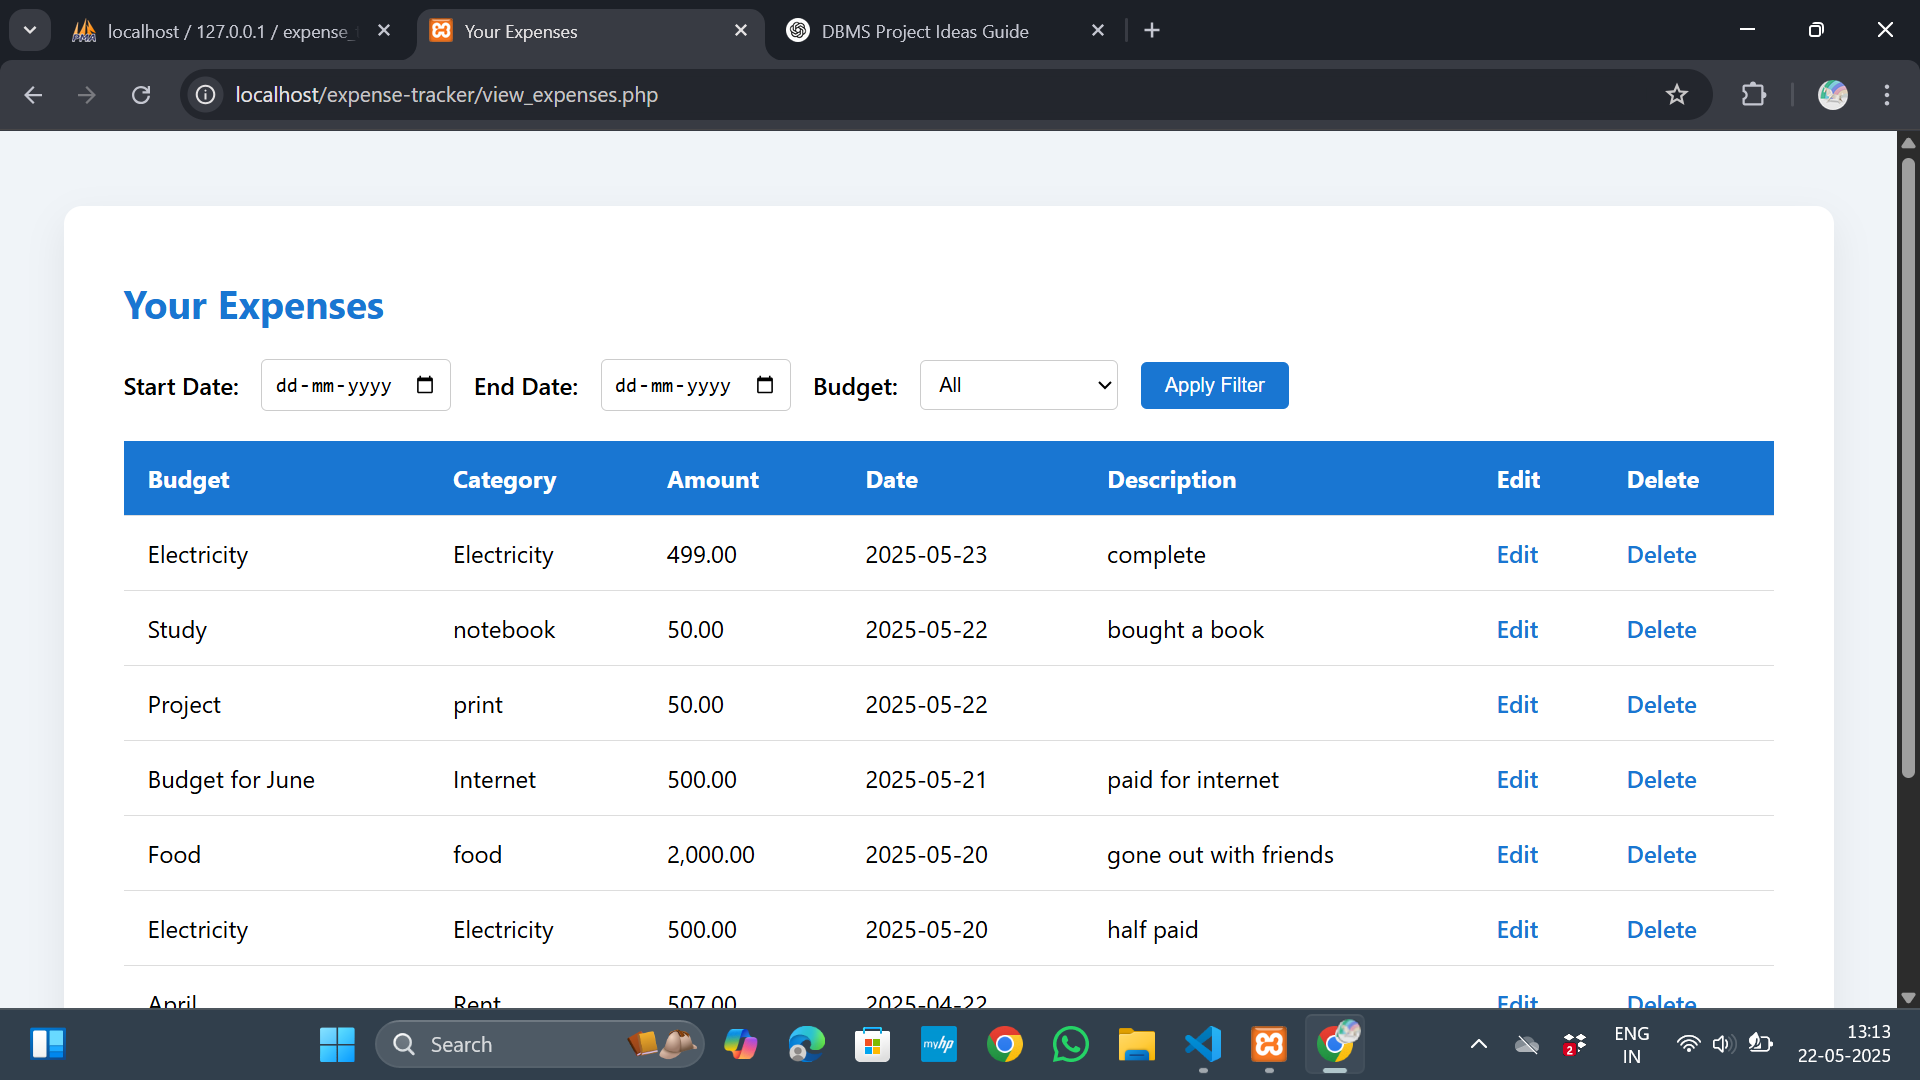 localhost / 127.0.0.1 / expense_
Your Expenses
DBMS Project Ideas Guide
localhost/expense-tracker/view_expenses.php
Your Expenses
Start Date: dd-mm-yyyy End Date: dd-mm-yyyy Budget: All Apply Filter
Budget Category Amount Date Description Edit Delete
Electricity Electricity 499.00 2025-05-23 complete Edit Delete
Study notebook 50.00 2025-05-22 bought a book Edit Delete
Project print 50.00 2025-05-22 Edit Delete
Budget for June Internet 500.00 2025-05-21 paid for internet Edit Delete
Food food 2,000.00 2025-05-20 gone out with friends Edit Delete
Electricity Electricity 500.00 2025-05-20 half paid Edit Delete
April Rent 507.00 2025-04-22 Edit Delete
Search
myhp
2
ENG
IN
13:13
22-05-2025